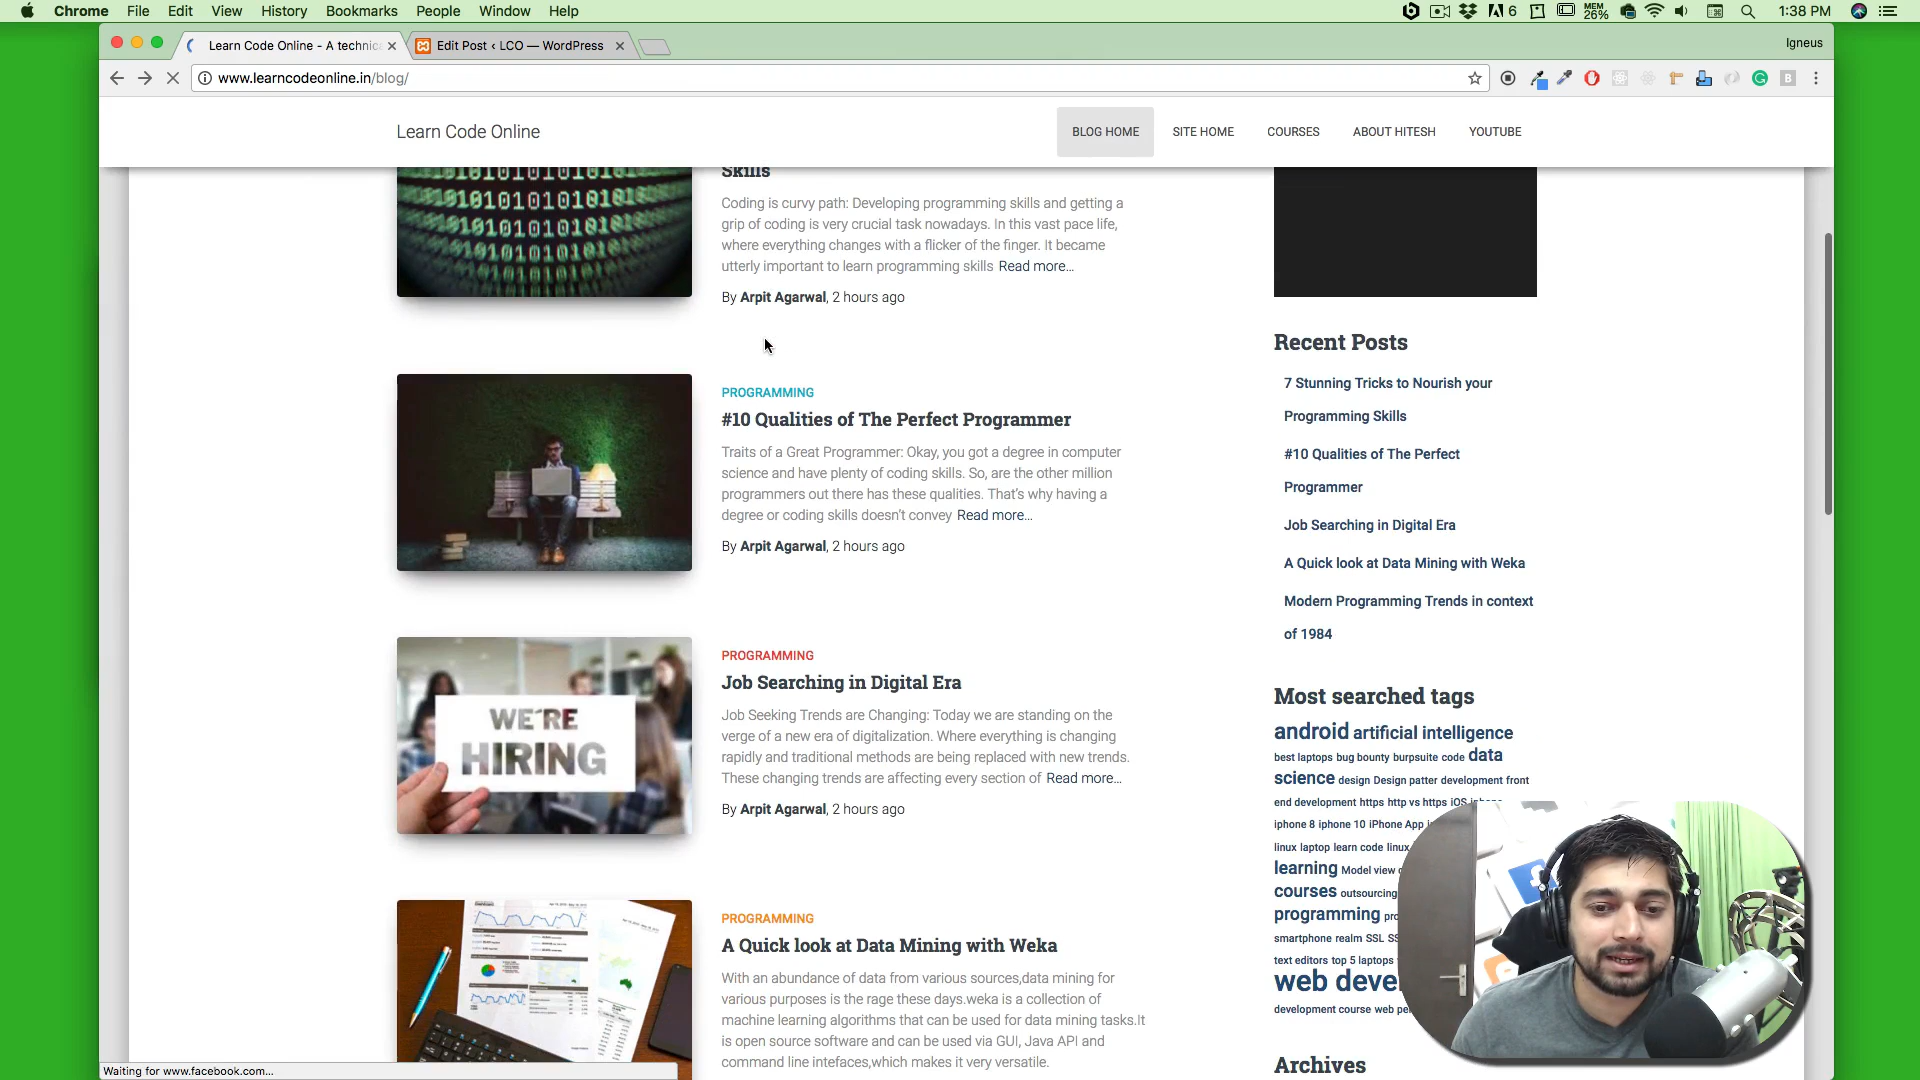 Chrome File Edit View History Bookmarks People Window Help 6 MEM 26% 1:38 PM
Learn Code Online - A technica Edit Post ‹ LCO — WordPress Igneus
www.learncodeonline.in/blog/
Learn Code Online BLOG HOME SITE HOME COURSES ABOUT HITESH YOUTUBE
Skills
Coding is curvy path: Developing programming skills and getting a
grip of coding is very crucial task nowadays. In this vast pace life,
where everything changes with a flicker of the finger. It became
utterly important to learn programming skills Read more...
By Arpit Agarwal, 2 hours ago
PROGRAMMING
#10 Qualities of The Perfect Programmer
Traits of a Great Programmer: Okay, you got a degree in computer
science and have plenty of coding skills. So, are the other million
programmers out there has these qualities. That's why having a
degree or coding skills doesn't convey Read more...
By Arpit Agarwal, 2 hours ago
WE'RE
HIRING
PROGRAMMING
Job Searching in Digital Era
Job Seeking Trends are Changing: Today we are standing on the
verge of a new era of digitalization. Where everything is changing
rapidly and traditional methods are being replaced with new trends.
These changing trends are affecting every section of Read more...
By Arpit Agarwal, 2 hours ago
PROGRAMMING
A Quick look at Data Mining with Weka
With an abundance of data from various sources,data mining for
various purposes is the rage these days.weka is a collection of
machine learning algorithms that can be used for data mining tasks.It
is open source software and can be used via GUI, Java API and
command line intefaces,which makes it very versatile.
Recent Posts
7 Stunning Tricks to Nourish your
Programming Skills
#10 Qualities of The Perfect
Programmer
Job Searching in Digital Era
A Quick look at Data Mining with Weka
Modern Programming Trends in context
of 1984
Most searched tags
android artificial intelligence
best laptops bug bounty burpsuite code data
science design Design patter development front
end development https http vs https iOS
iphone 8 iphone 10 iPhone App
linux laptop learn code linux
learning Model view
courses outsourcing
programming
smartphone realm SSL
text editors top 5 laptops
web deve
development course web
Archives
Waiting for www.facebook.com...